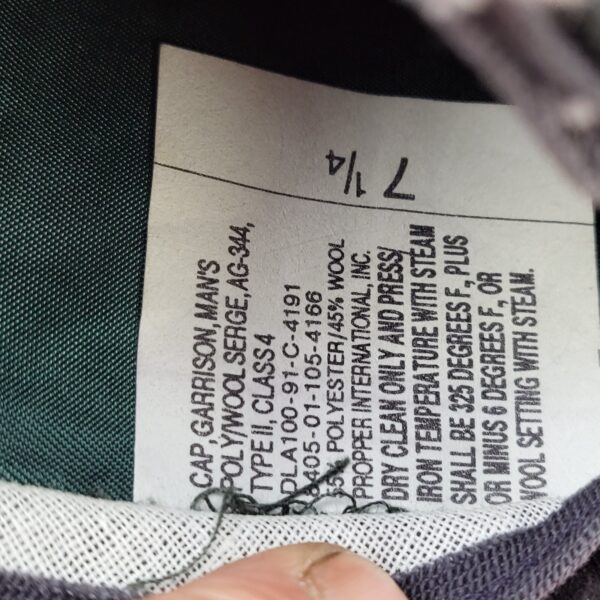 7 1/4
CAP, GARRISON, MAN'S
POLY/WOOL SERGE, AG-344,
TYPE II, CLASS 4
DLA100-91-C-4191
8405-01-105-4166
55% POLYESTER/45% WOOL
PROPPER INTERNATIONAL, INC.
DRY CLEAN ONLY AND PRESS/
IRON TEMPERATURE WITH STEAM
SHALL BE 325 DEGREES F, PLUS
OR MINUS 6 DEGREES F, OR
WOOL SETTING WITH STEAM.